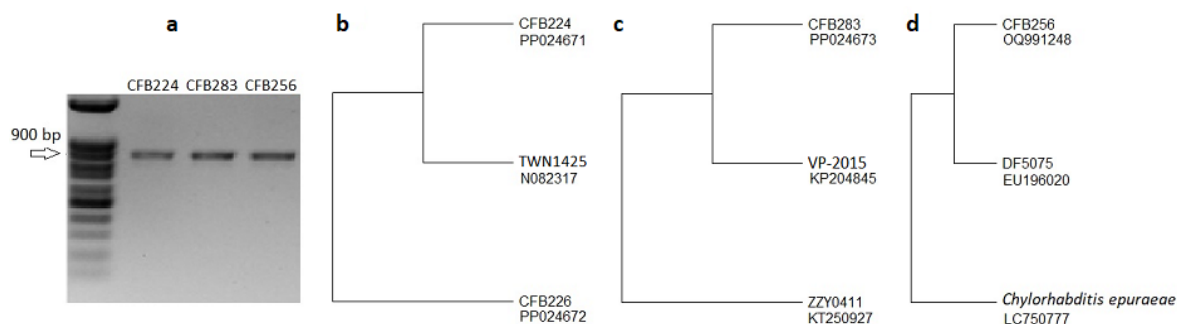 a
CFB224 CFB283 CFB256
900 bp
b
CFB224
PP024671
TWN1425
N082317
CFB226
PP024672
c
CFB283
PP024673
VP-2015
KP204845
ZZY0411
KT250927
d
CFB256
OQ991248
DF5075
EU196020
Chylorhabditis epuraeae
LC750777